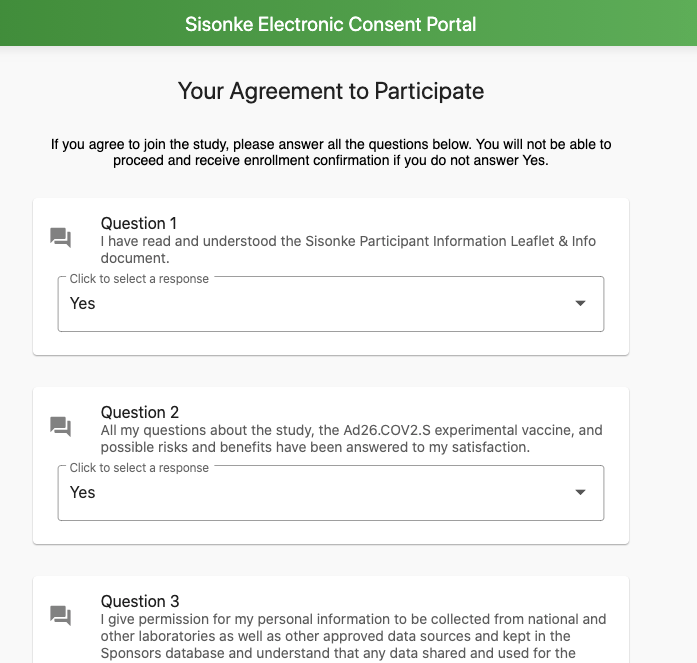 Sisonke Electronic Consent Portal
Your Agreement to Participate
If you agree to join the study, please answer all the questions below. You will not be able to
proceed and receive enrollment confirmation if you do not answer Yes.
Question 1
I have read and understood the Sisonke Participant Information Leaflet & Info
document.
Click to select a response
Yes
Question 2
All my questions about the study, the Ad26.COV2.S experimental vaccine, and
possible risks and benefits have been answered to my satisfaction.
Click to select a response
Yes
Question 3
I give permission for my personal information to be collected from national and
other laboratories as well as other approved data sources and kept in the
Sponsors database and understand that any data shared and used for the